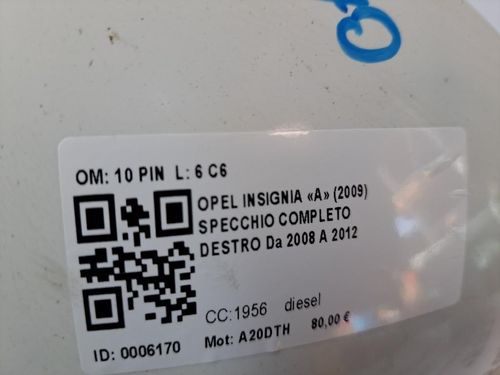 OM: 10 PIN L: 6 C6
OPEL INSIGNIA «A» (2009)
SPECCHIO COMPLETO
DESTRO Da 2008 A 2012
CC:1956 diesel
Mot: A20DTH 80,00 €
ID: 0006170